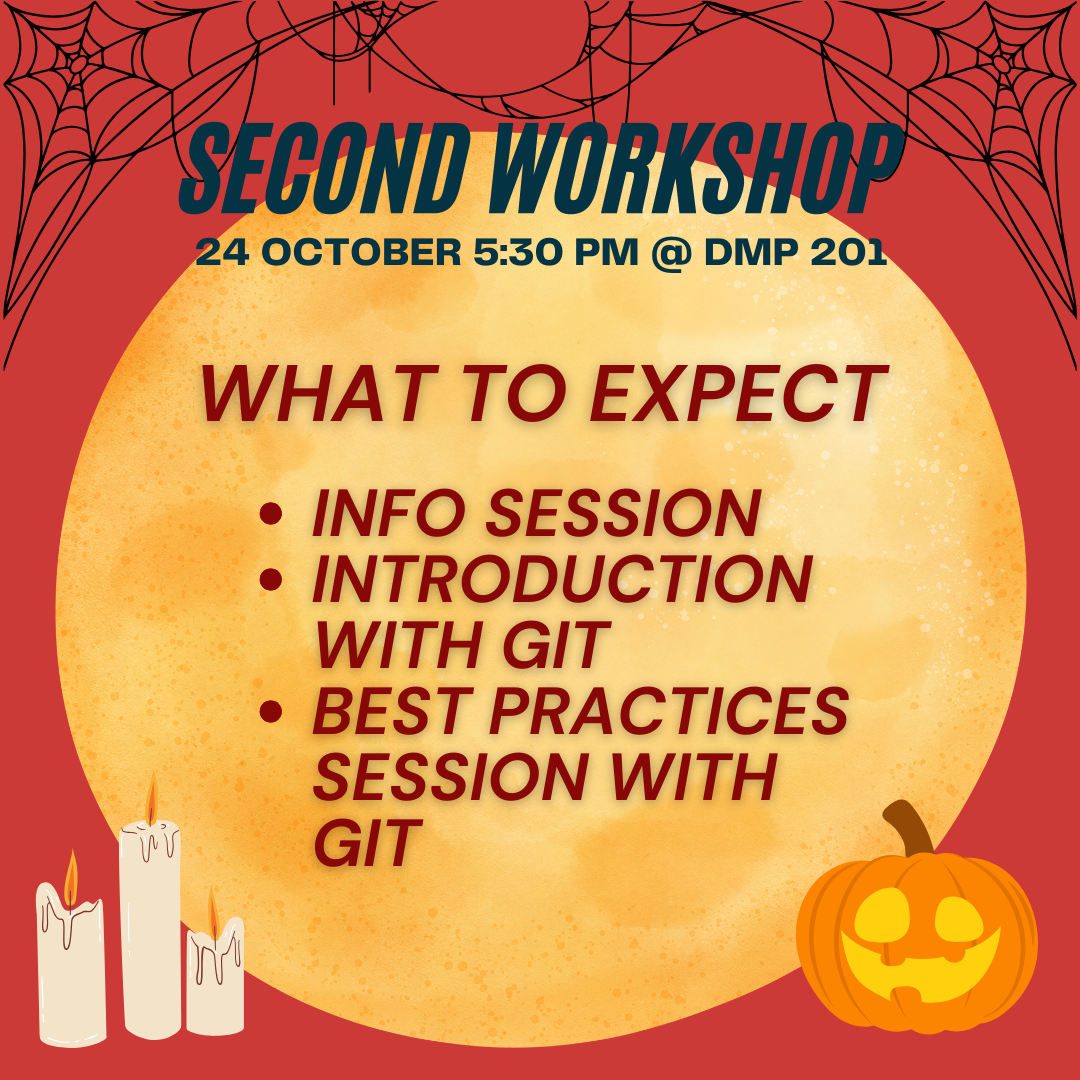 SECOND WORKSHOP
24 OCTOBER 5:30 PM @ DMP 201
WHAT TO EXPECT
• INFO SESSION
• INTRODUCTION
WITH GIT
• BEST PRACTICES
SESSION WITH
GIT